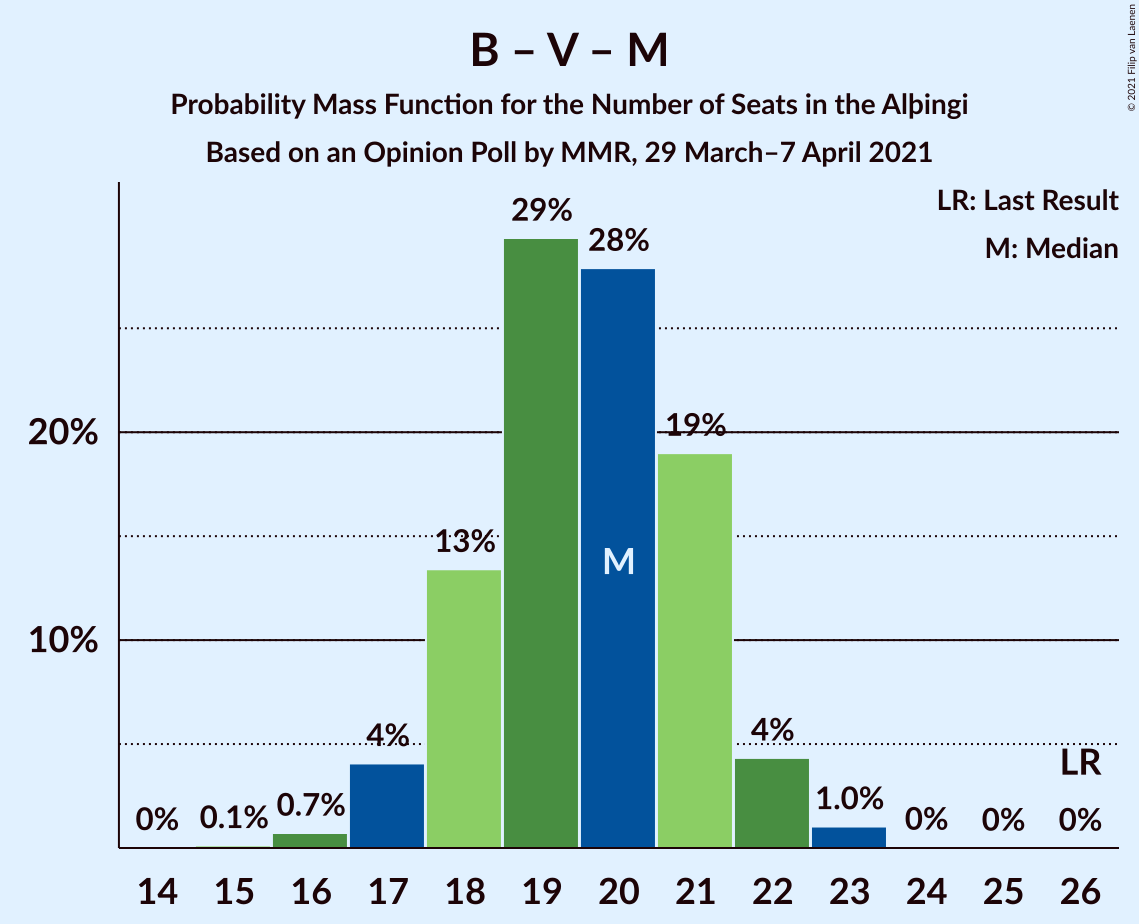 B – V – M
Probability Mass Function for the Number of Seats in the Alþingi
Based on an Opinion Poll by MMR, 29 March–7 April 2021
© 2021 Filip van Laenen
LR: Last Result
M: Median
29%
28%
20%
19%
13%
M
10%
4%
4%
LR
0%
0.1%
0.7%
1.0%
0%
0%
0%
14 15 16 17 18 19 20 21 22 23 24 25 26